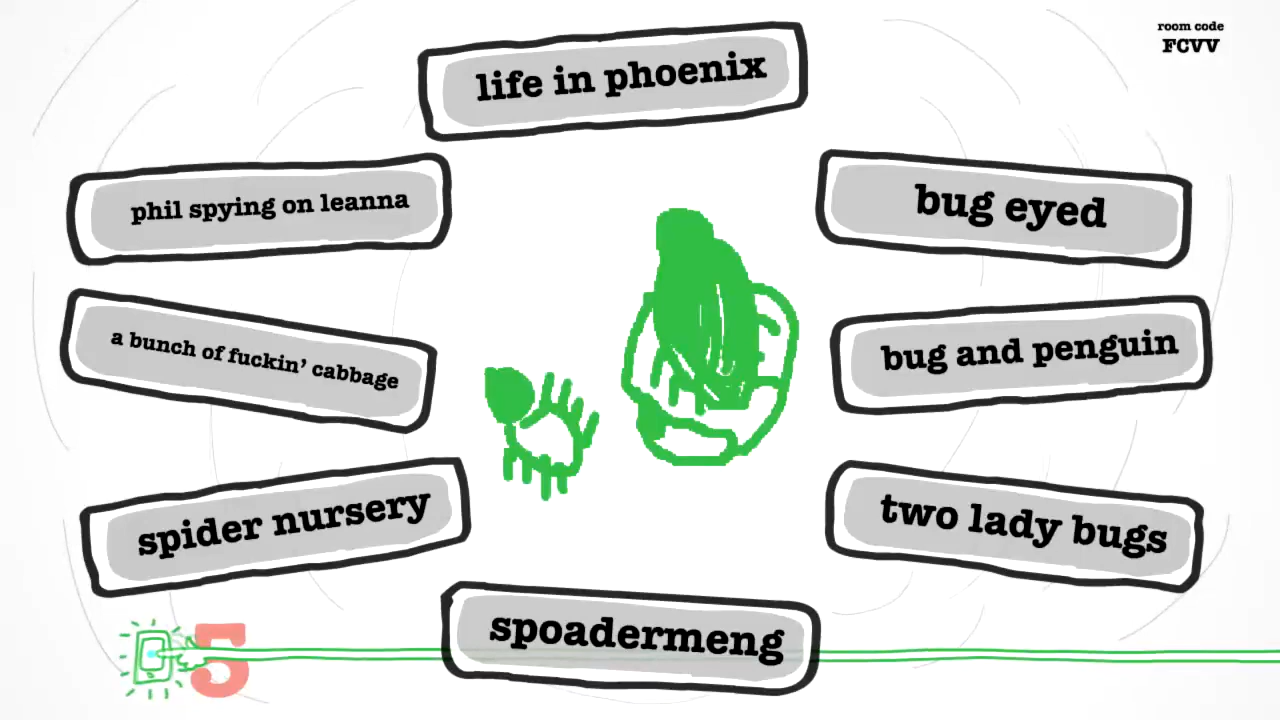 room code
FCVV
life in phoenix
phil spying on leanna
bug eyed
a bunch of fuckin' cabbage
bug and penguin
spider nursery
two lady bugs
spoadermeng
5